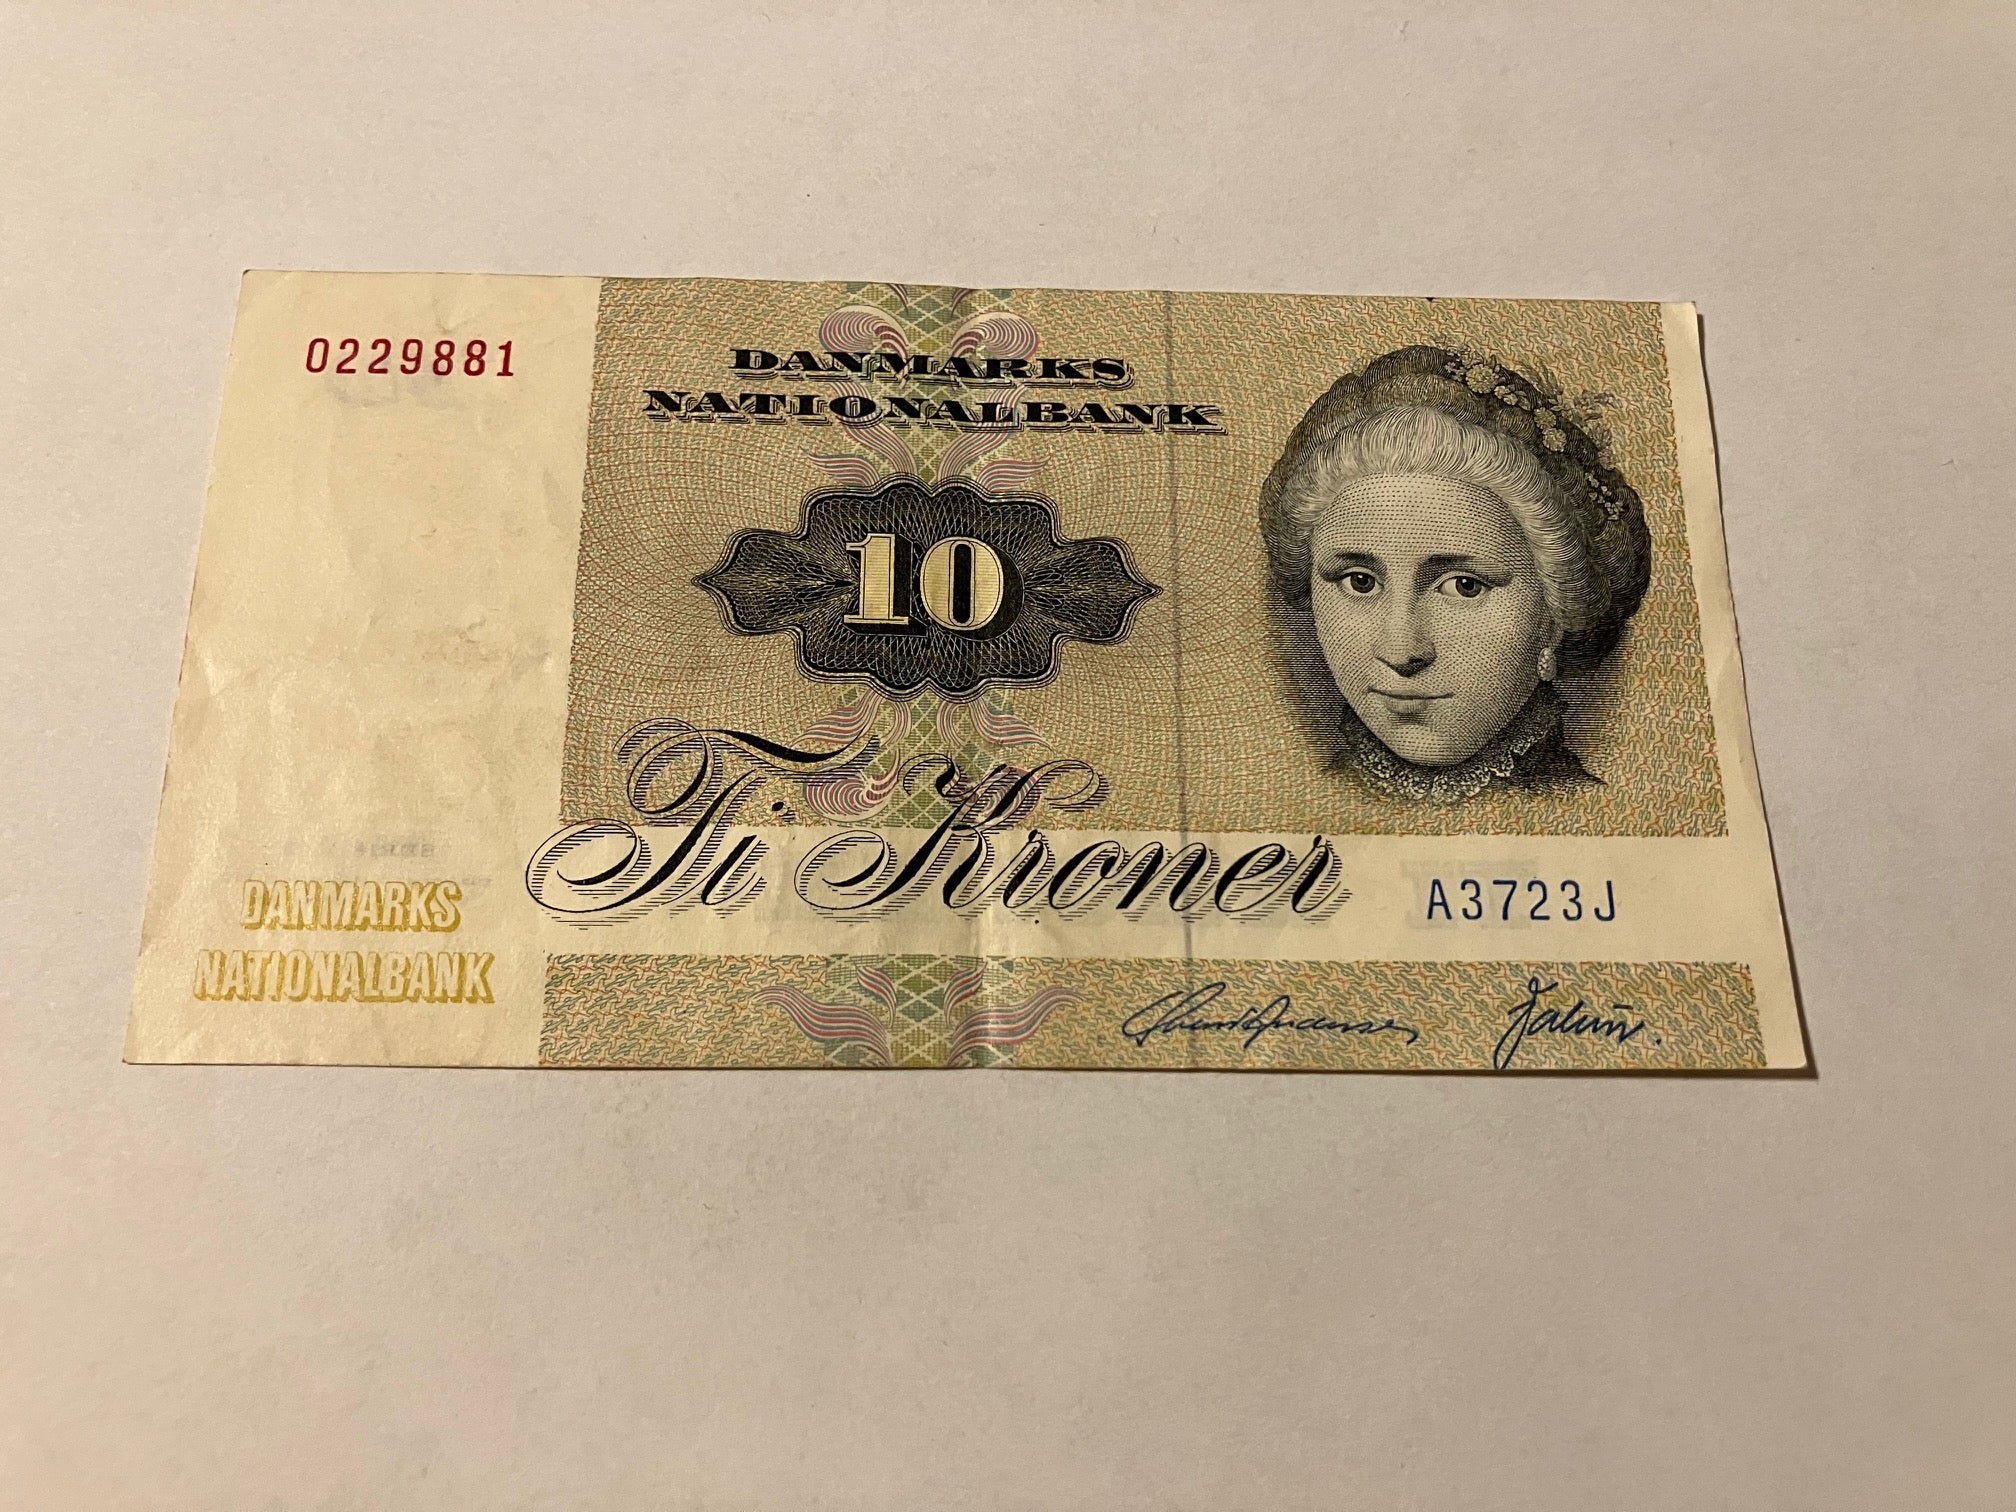 0229881
DANMARKS
NATIONALBANK
10
Ti Kroner
A3723J
DANMARKS
NATIONALBANK